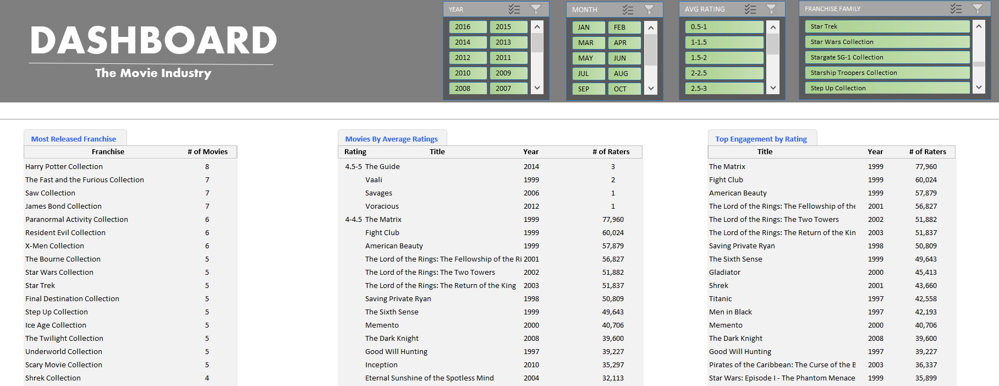 DASHBOARD
The Movie Industry
YEAR
2016 2015
2014 2013
2012 2011
2010 2009
2008 2007
MONTH
JAN FEB
MAR APR
MAY JUN
JUL AUG
SEP OCT
AVG RATING
0.5-1
1-1.5
1.5-2
2-2.5
2.5-3
FRANCHISE FAMILY
Star Trek
Star Wars Collection
Stargate SG-1 Collection
Starship Troopers Collection
Step Up Collection
Most Released Franchise
Franchise # of Movies
Harry Potter Collection 8
The Fast and the Furious Collection 7
Saw Collection 7
James Bond Collection 7
Paranormal Activity Collection 6
Resident Evil Collection 6
X-Men Collection 6
The Bourne Collection 5
Star Wars Collection 5
Star Trek 5
Final Destination Collection 5
Step Up Collection 5
Ice Age Collection 5
The Twilight Collection 5
Underworld Collection 5
Scary Movie Collection 5
Shrek Collection 4
Movies By Average Ratings
Rating Title Year # of Raters
4.5-5 The Guide 2014 3
Vaali 1999 2
Savages 2006 1
Voracious 2012 1
4-4.5 The Matrix 1999 77,960
Fight Club 1999 60,024
American Beauty 1999 57,879
The Lord of the Rings: The Fellowship of the Ri 2001 56,827
The Lord of the Rings: The Two Towers 2002 51,882
The Lord of the Rings: The Return of the King 2003 51,837
Saving Private Ryan 1998 50,809
The Sixth Sense 1999 49,643
Memento 2000 40,706
The Dark Knight 2008 39,600
Good Will Hunting 1997 39,227
Inception 2010 35,297
Eternal Sunshine of the Spotless Mind 2004 32,113
Top Engagement by Rating
Title Year # of Raters
The Matrix 1999 77,960
Fight Club 1999 60,024
American Beauty 1999 57,879
The Lord of the Rings: The Fellowship of the 2001 56,827
The Lord of the Rings: The Two Towers 2002 51,882
The Lord of the Rings: The Return of the Kin 2003 51,837
Saving Private Ryan 1998 50,809
The Sixth Sense 1999 49,643
Gladiator 2000 45,413
Shrek 2001 43,660
Titanic 1997 42,558
Men in Black 1997 42,193
Memento 2000 40,706
The Dark Knight 2008 39,600
Good Will Hunting 1997 39,227
Pirates of the Caribbean: The Curse of the B 2003 36,337
Star Wars: Episode I - The Phantom Menace 1999 35,899